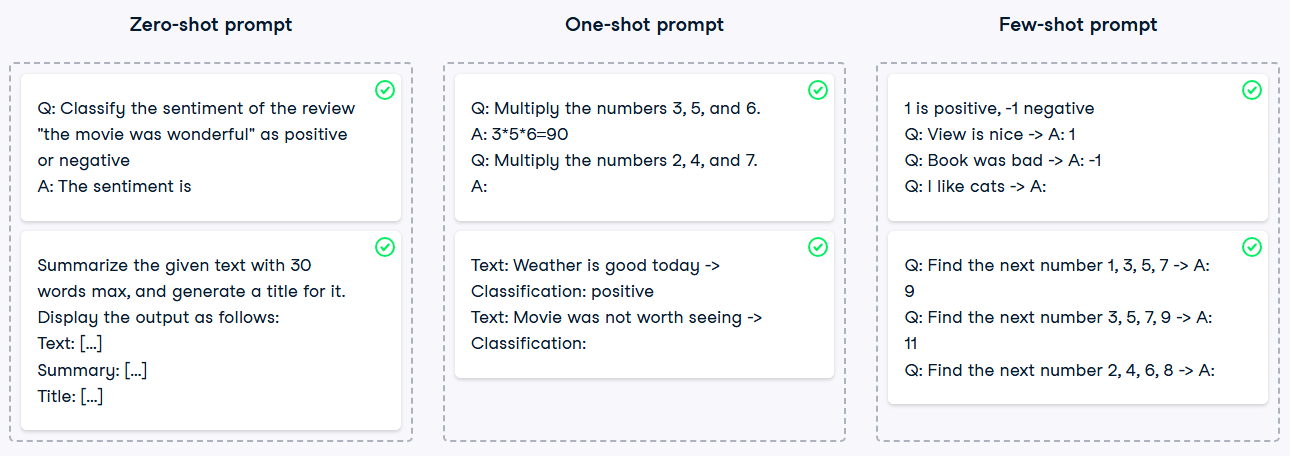 Zero-shot prompt
Q: Classify the sentiment of the review
"the movie was wonderful" as positive
or negative
A: The sentiment is
Summarize the given text with 30
words max, and generate a title for it.
Display the output as follows:
Text: [...]
Summary: [...]
Title: [...]
One-shot prompt
Q: Multiply the numbers 3, 5, and 6.
A: 3*5*6=90
Q: Multiply the numbers 2, 4, and 7.
A:
Text: Weather is good today ->
Classification: positive
Text: Movie was not worth seeing ->
Classification:
Few-shot prompt
1 is positive, -1 negative
Q: View is nice -> A: 1
Q: Book was bad -> A: -1
Q: I like cats -> A:
Q: Find the next number 1, 3, 5, 7 -> A:
9
Q: Find the next number 3, 5, 7, 9 -> A:
11
Q: Find the next number 2, 4, 6, 8 -> A: